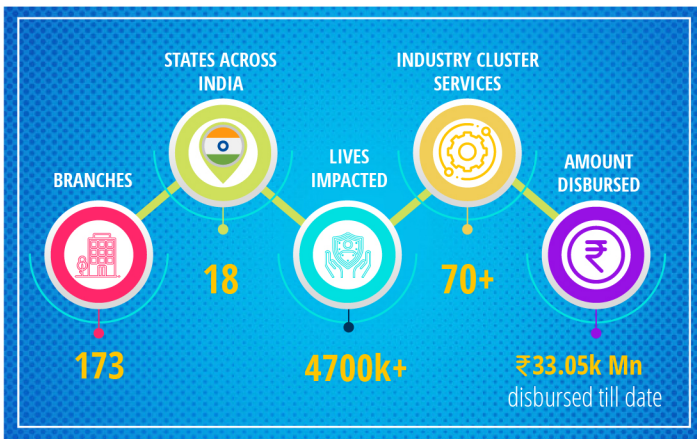 BRANCHES
173
STATES ACROSS
INDIA
18
LIVES
IMPACTED
4700k+
INDUSTRY CLUSTER
SERVICES
70+
AMOUNT
DISBURSED
₹33.05k Mn
disbursed till date